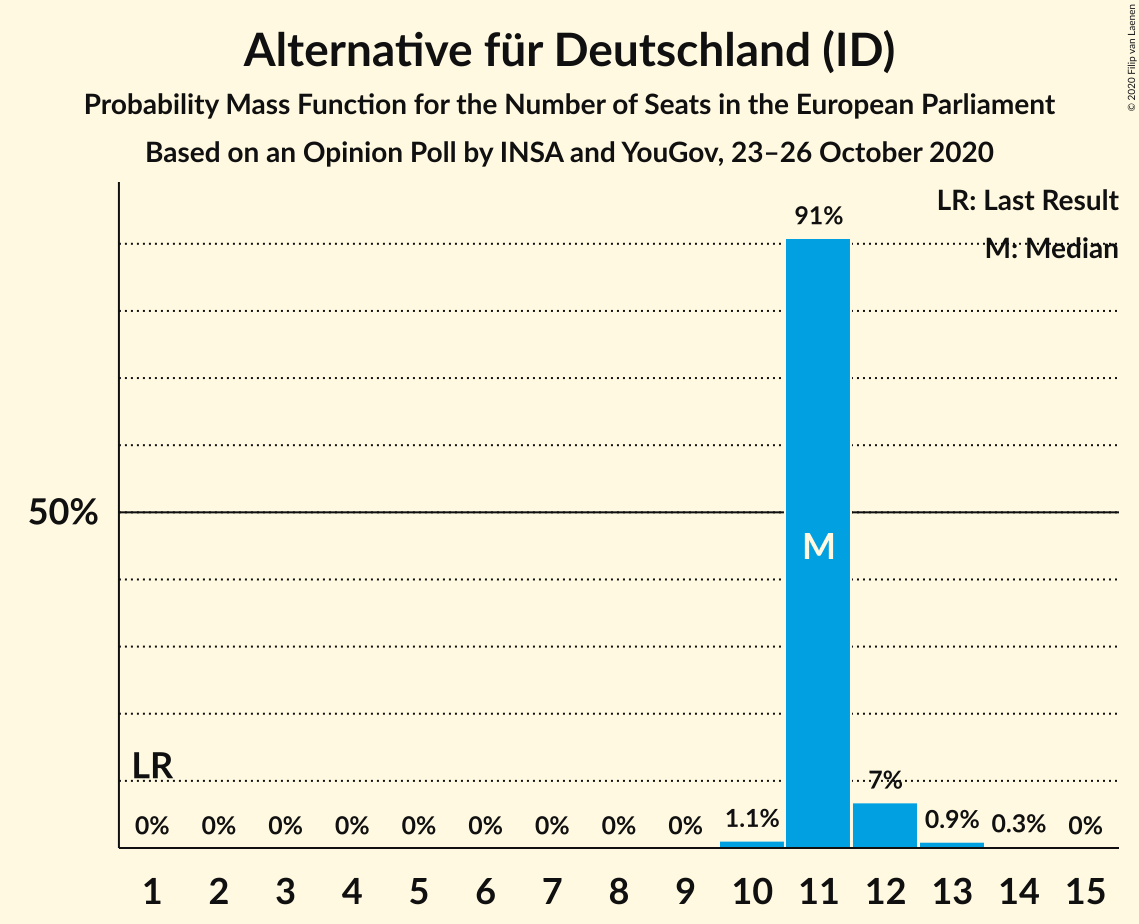 Alternative für Deutschland (ID)
Probability Mass Function for the Number of Seats in the European Parliament
Based on an Opinion Poll by INSA and YouGov, 23–26 October 2020
© 2020 Filip van Laenen
LR: Last Result
M: Median
91%
50%
M
LR
7%
0% 0% 0% 0% 0% 0% 0% 0% 0% 1.1% 0.9% 0.3% 0%
1 2 3 4 5 6 7 8 9 10 11 12 13 14 15